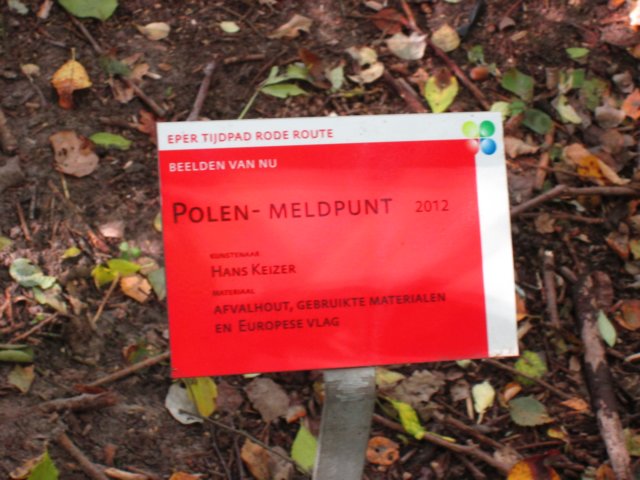 EPER TIJDPAD RODE ROUTE
BEELDEN VAN NU
POLEN- MELDPUNT 2012
KUNSTENAAR
HANS KEIZER
MATERIAAL
AFVALHOUT, GEBRUIKTE MATERIALEN
EN EUROPESE VLAG